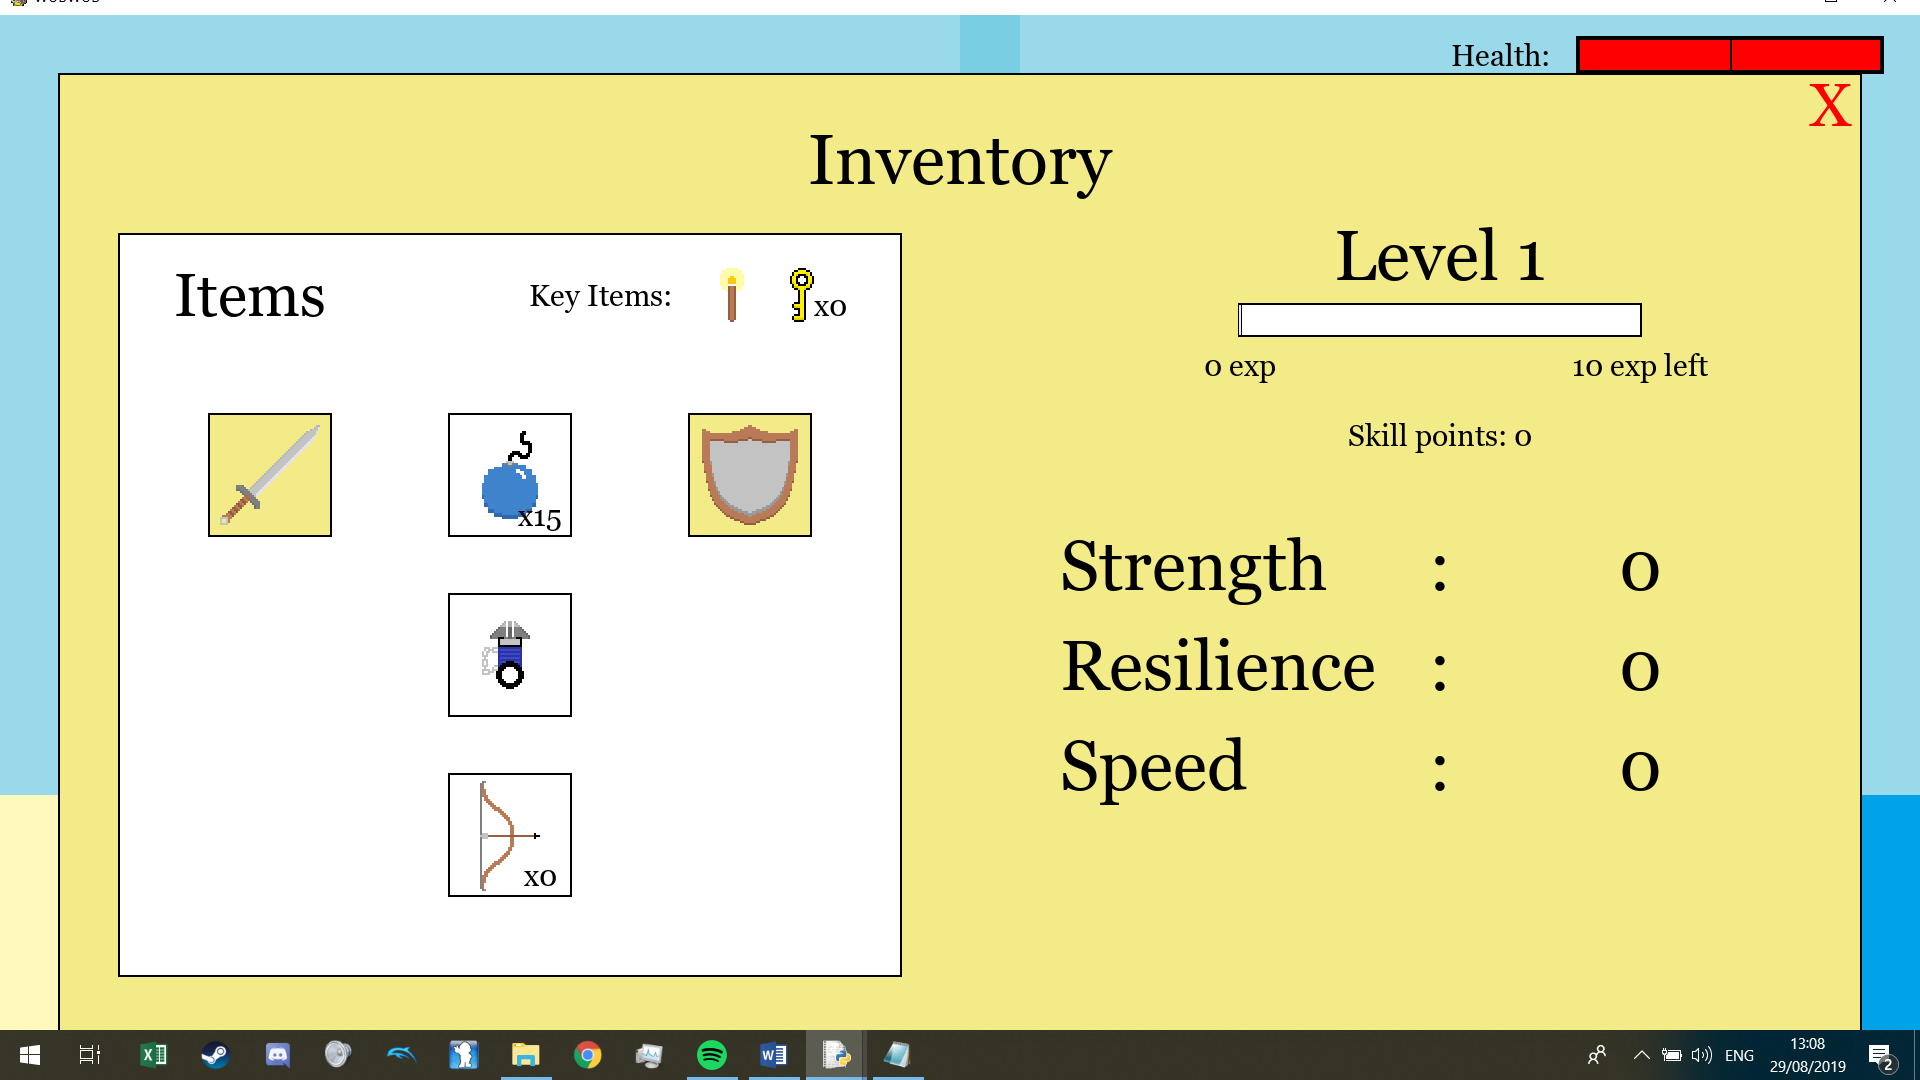 Health:
X
Inventory
Level 1
Items
Key Items:
x0
0 exp
10 exp left
Skill points: 0
x15
Strength : 0
Resilience : 0
Speed : 0
x0
ENG
13:08
29/08/2019
2